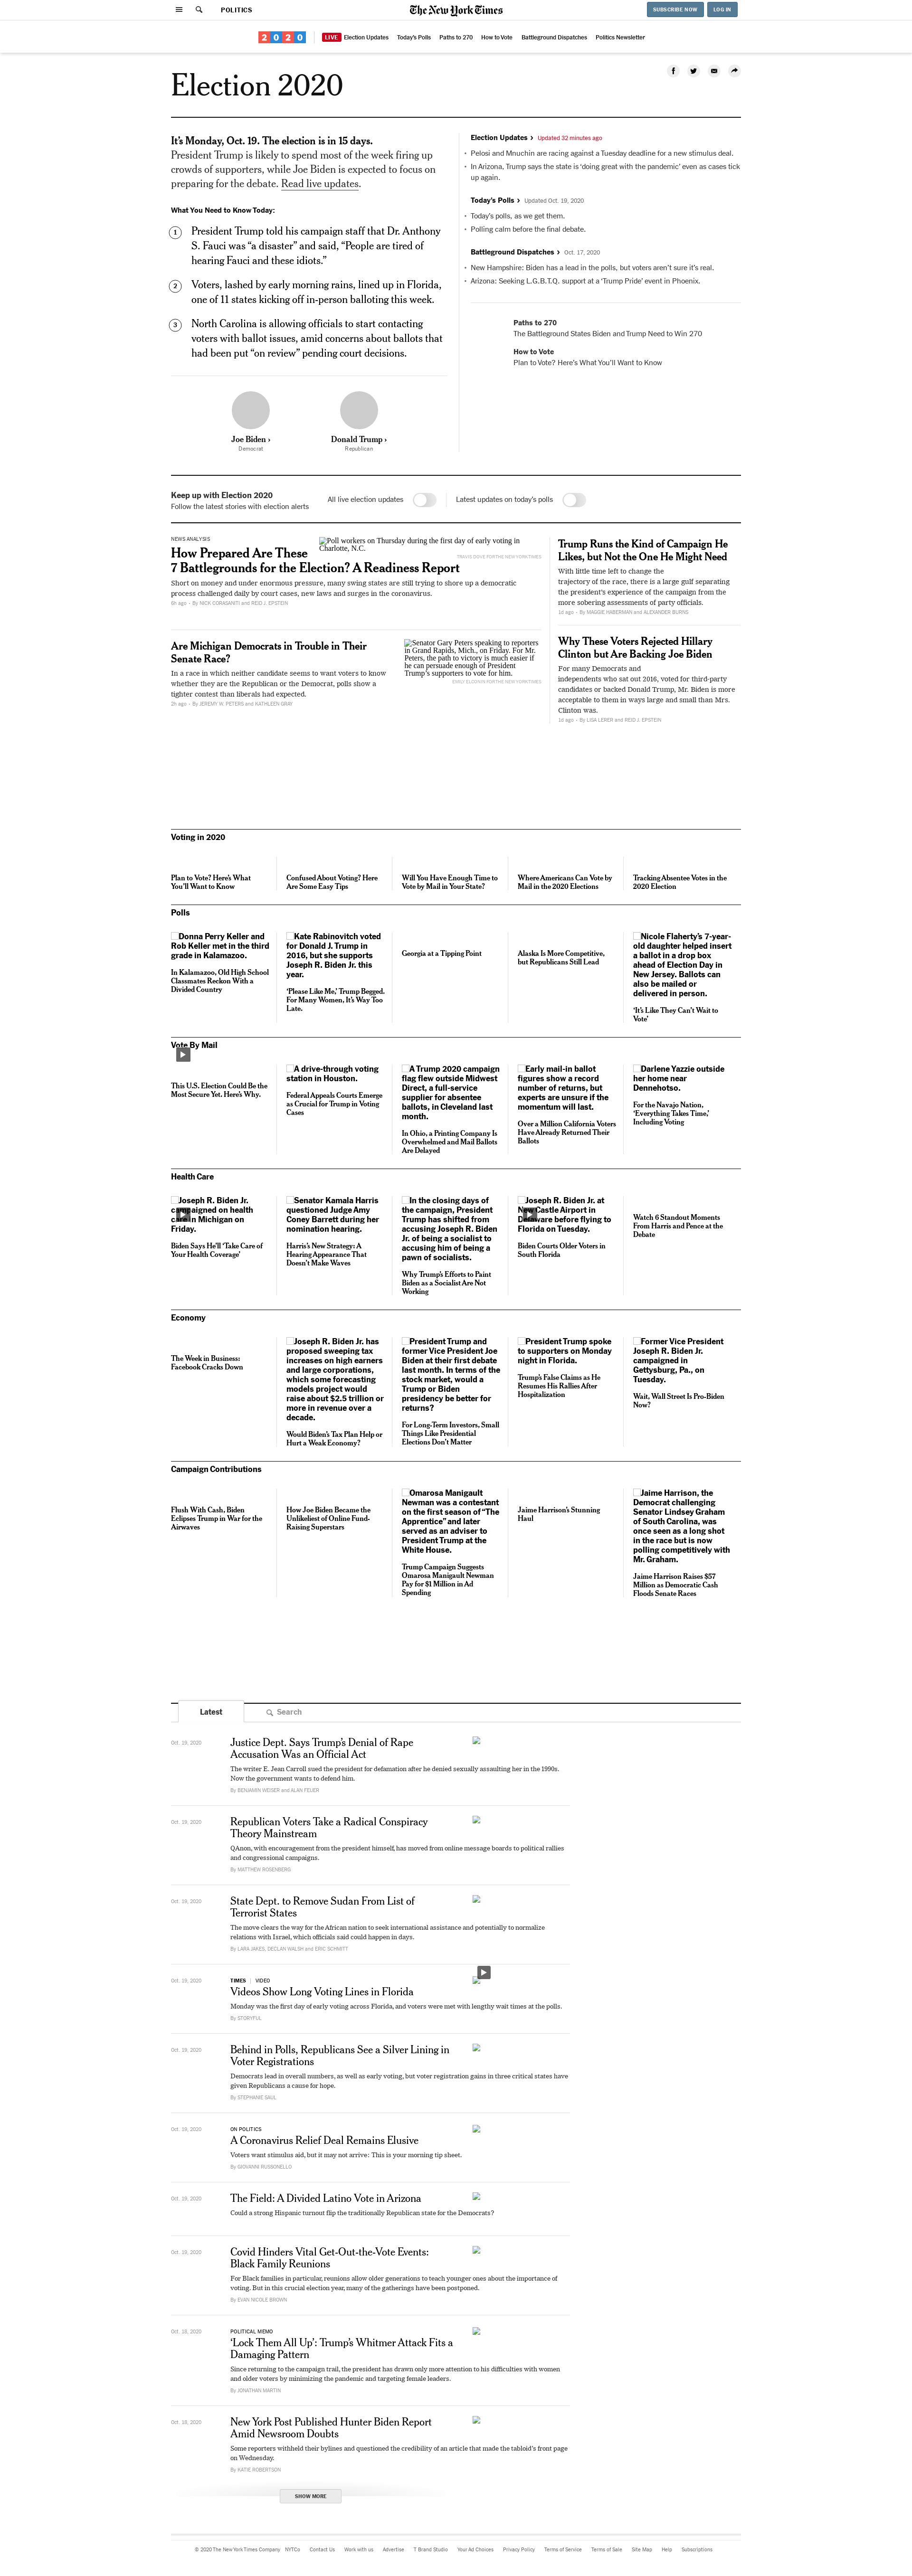 POLITICS
The New York Times
SUBSCRIBE NOW
LOG IN
2020
LIVE Election Updates
Today's Polls
Paths to 270
How to Vote
Battleground Dispatches
Politics Newsletter
Election 2020
It's Monday, Oct. 19. The election is in 15 days.
President Trump is likely to spend most of the week firing up
crowds of supporters, while Joe Biden is expected to focus on
preparing for the debate. Read live updates.
What You Need to Know Today:
1
President Trump told his campaign staff that Dr. Anthony
S. Fauci was “a disaster” and said, “People are tired of
hearing Fauci and these idiots.”
2
Voters, lashed by early morning rains, lined up in Florida,
one of 11 states kicking off in-person balloting this week.
3
North Carolina is allowing officials to start contacting
voters with ballot issues, amid concerns about ballots that
had been put “on review” pending court decisions.
Joe Biden ›
Democrat
Donald Trump ›
Republican
Election Updates › Updated 32 minutes ago
• Pelosi and Mnuchin are racing against a Tuesday deadline for a new stimulus deal.
• In Arizona, Trump says the state is ‘doing great with the pandemic’ even as cases tick
up again.
Today's Polls › Updated Oct. 19, 2020
• Today's polls, as we get them.
• Polling calm before the final debate.
Battleground Dispatches › Oct. 17, 2020
• New Hampshire: Biden has a lead in the polls, but voters aren't sure it's real.
• Arizona: Seeking L.G.B.T.Q. support at a ‘Trump Pride’ event in Phoenix.
Paths to 270
The Battleground States Biden and Trump Need to Win 270
How to Vote
Plan to Vote? Here's What You'll Want to Know
Keep up with Election 2020
Follow the latest stories with election alerts
All live election updates
Latest updates on today's polls
NEWS ANALYSIS
How Prepared Are These
7 Battlegrounds for the Election? A Readiness Report
Poll workers on Thursday during the first day of early voting in
Charlotte, N.C.
TRAVIS DOVE FOR THE NEW YORK TIMES
Short on money and under enormous pressure, many swing states are still trying to shore up a democratic
process challenged daily by court cases, new laws and surges in the coronavirus.
6h ago - By NICK CORASANITI and REID J. EPSTEIN
Are Michigan Democrats in Trouble in Their
Senate Race?
In a race in which neither candidate seems to want voters to know
whether they are the Republican or the Democrat, polls show a
tighter contest than liberals had expected.
2h ago - By JEREMY W. PETERS and KATHLEEN GRAY
Senator Gary Peters speaking to reporters
in Grand Rapids, Mich., on Friday. For Mr.
Peters, the path to victory is much easier if
he can persuade enough of President
Trump's supporters to vote for him.
EMILY ELCONIN FOR THE NEW YORK TIMES
Trump Runs the Kind of Campaign He
Likes, but Not the One He Might Need
With little time left to change the
trajectory of the race, there is a large gulf separating
the president's experience of the campaign from the
more sobering assessments of party officials.
1d ago - By MAGGIE HABERMAN and ALEXANDER BURNS
Why These Voters Rejected Hillary
Clinton but Are Backing Joe Biden
For many Democrats and
independents who sat out 2016, voted for third-party
candidates or backed Donald Trump, Mr. Biden is more
acceptable to them in ways large and small than Mrs.
Clinton was.
1d ago - By LISA LERER and REID J. EPSTEIN
Voting in 2020
Plan to Vote? Here's What
You'll Want to Know
Confused About Voting? Here
Are Some Easy Tips
Will You Have Enough Time to
Vote by Mail in Your State?
Where Americans Can Vote by
Mail in the 2020 Elections
Tracking Absentee Votes in the
2020 Election
Polls
Donna Perry Keller and
Rob Keller met in the third
grade in Kalamazoo.
In Kalamazoo, Old High School
Classmates Reckon With a
Divided Country
Kate Rabinovitch voted
for Donald J. Trump in
2016, but she supports
Joseph R. Biden Jr. this
year.
‘Please Like Me,’ Trump Begged.
For Many Women, It's Way Too
Late.
Georgia at a Tipping Point
Alaska Is More Competitive,
but Republicans Still Lead
Nicole Flaherty's 7-year-
old daughter helped insert
a ballot in a drop box
ahead of Election Day in
New Jersey. Ballots can
also be mailed or
delivered in person.
‘It's Like They Can't Wait to
Vote’
Vote By Mail
This U.S. Election Could Be the
Most Secure Yet. Here's Why.
A drive-through voting
station in Houston.
Federal Appeals Courts Emerge
as Crucial for Trump in Voting
Cases
A Trump 2020 campaign
flag flew outside Midwest
Direct, a full-service
supplier for absentee
ballots, in Cleveland last
month.
In Ohio, a Printing Company Is
Overwhelmed and Mail Ballots
Are Delayed
Early mail-in ballot
figures show a record
number of returns, but
experts are unsure if the
momentum will last.
Over a Million California Voters
Have Already Returned Their
Ballots
Darlene Yazzie outside
her home near
Dennehotso.
For the Navajo Nation,
‘Everything Takes Time,’
Including Voting
Health Care
Joseph R. Biden Jr.
campaigned on health
care in Michigan on
Friday.
Biden Says He'll ‘Take Care of
Your Health Coverage’
Senator Kamala Harris
questioned Judge Amy
Coney Barrett during her
nomination hearing.
Harris's New Strategy: A
Hearing Appearance That
Doesn't Make Waves
In the closing days of
the campaign, President
Trump has shifted from
accusing Joseph R. Biden
Jr. of being a socialist to
accusing him of being a
pawn of socialists.
Why Trump's Efforts to Paint
Biden as a Socialist Are Not
Working
Joseph R. Biden Jr. at
New Castle Airport in
Delaware before flying to
Florida on Tuesday.
Biden Courts Older Voters in
South Florida
Watch 6 Standout Moments
From Harris and Pence at the
Debate
Economy
The Week in Business:
Facebook Cracks Down
Joseph R. Biden Jr. has
proposed sweeping tax
increases on high earners
and large corporations,
which some forecasting
models project would
raise about $2.5 trillion or
more in revenue over a
decade.
Would Biden's Tax Plan Help or
Hurt a Weak Economy?
President Trump and
former Vice President Joe
Biden at their first debate
last month. In terms of the
stock market, would a
Trump or Biden
presidency be better for
returns?
For Long-Term Investors, Small
Things Like Presidential
Elections Don't Matter
President Trump spoke
to supporters on Monday
night in Florida.
Trump's False Claims as He
Resumes His Rallies After
Hospitalization
Former Vice President
Joseph R. Biden Jr.
campaigned in
Gettysburg, Pa., on
Tuesday.
Wait, Wall Street Is Pro-Biden
Now?
Campaign Contributions
Flush With Cash, Biden
Eclipses Trump in War for the
Airwaves
How Joe Biden Became the
Unlikeliest of Online Fund-
Raising Superstars
Omarosa Manigault
Newman was a contestant
on the first season of “The
Apprentice” and later
served as an adviser to
President Trump at the
White House.
Trump Campaign Suggests
Omarosa Manigault Newman
Pay for $1 Million in Ad
Spending
Jaime Harrison's Stunning
Haul
Jaime Harrison, the
Democrat challenging
Senator Lindsey Graham
of South Carolina, was
once seen as a long shot
in the race but is now
polling competitively with
Mr. Graham.
Jaime Harrison Raises $57
Million as Democratic Cash
Floods Senate Races
Latest
Search
Oct. 19, 2020
Justice Dept. Says Trump's Denial of Rape
Accusation Was an Official Act
The writer E. Jean Carroll sued the president for defamation after he denied sexually assaulting her in the 1990s.
Now the government wants to defend him.
By BENJAMIN WEISER and ALAN FEUER
Oct. 19, 2020
Republican Voters Take a Radical Conspiracy
Theory Mainstream
QAnon, with encouragement from the president himself, has moved from online message boards to political rallies
and congressional campaigns.
By MATTHEW ROSENBERG
Oct. 19, 2020
State Dept. to Remove Sudan From List of
Terrorist States
The move clears the way for the African nation to seek international assistance and potentially to normalize
relations with Israel, which officials said could happen in days.
By LARA JAKES, DECLAN WALSH and ERIC SCHMITT
Oct. 19, 2020
TIMES | VIDEO
Videos Show Long Voting Lines in Florida
Monday was the first day of early voting across Florida, and voters were met with lengthy wait times at the polls.
By STORYFUL
Oct. 19, 2020
Behind in Polls, Republicans See a Silver Lining in
Voter Registrations
Democrats lead in overall numbers, as well as early voting, but voter registration gains in three critical states have
given Republicans a cause for hope.
By STEPHANIE SAUL
Oct. 19, 2020
ON POLITICS
A Coronavirus Relief Deal Remains Elusive
Voters want stimulus aid, but it may not arrive: This is your morning tip sheet.
By GIOVANNI RUSSONELLO
Oct. 19, 2020
The Field: A Divided Latino Vote in Arizona
Could a strong Hispanic turnout flip the traditionally Republican state for the Democrats?
Oct. 19, 2020
Covid Hinders Vital Get-Out-the-Vote Events:
Black Family Reunions
For Black families in particular, reunions allow older generations to teach younger ones about the importance of
voting. But in this crucial election year, many of the gatherings have been postponed.
By EVAN NICOLE BROWN
Oct. 18, 2020
POLITICAL MEMO
‘Lock Them All Up’: Trump's Whitmer Attack Fits a
Damaging Pattern
Since returning to the campaign trail, the president has drawn only more attention to his difficulties with women
and older voters by minimizing the pandemic and targeting female leaders.
By JONATHAN MARTIN
Oct. 18, 2020
New York Post Published Hunter Biden Report
Amid Newsroom Doubts
Some reporters withheld their bylines and questioned the credibility of an article that made the tabloid's front page
on Wednesday.
By KATIE ROBERTSON
SHOW MORE
© 2020 The New York Times Company NYTCo Contact Us Work with us Advertise T Brand Studio Your Ad Choices Privacy Policy Terms of Service Terms of Sale Site Map Help Subscriptions